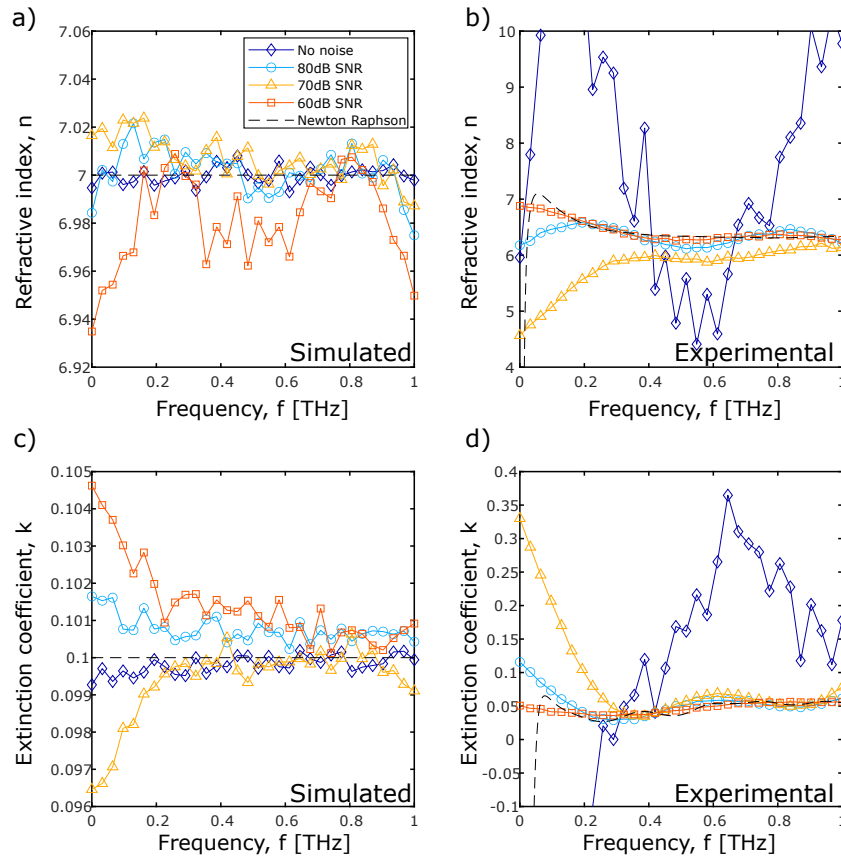 a)
7.06
7.04
7.02
7
6.98
6.96
6.94
6.92
Refractive index, n
No noise
80dB SNR
70dB SNR
60dB SNR
Newton Raphson
Simulated
0 0.2 0.4 0.6 0.8 1
Frequency, f [THz]
b)
10
9
8
7
6
5
4
Refractive index, n
Experimental
0 0.2 0.4 0.6 0.8 1
Frequency, f [THz]
c)
0.105
0.104
0.103
0.102
0.101
0.1
0.099
0.098
0.097
0.096
Extinction coefficient, k
Simulated
0 0.2 0.4 0.6 0.8 1
Frequency, f [THz]
d)
0.4
0.35
0.3
0.25
0.2
0.15
0.1
0.05
0
-0.05
-0.1
Extinction coefficient, k
Experimental
0 0.2 0.4 0.6 0.8 1
Frequency, f [THz]